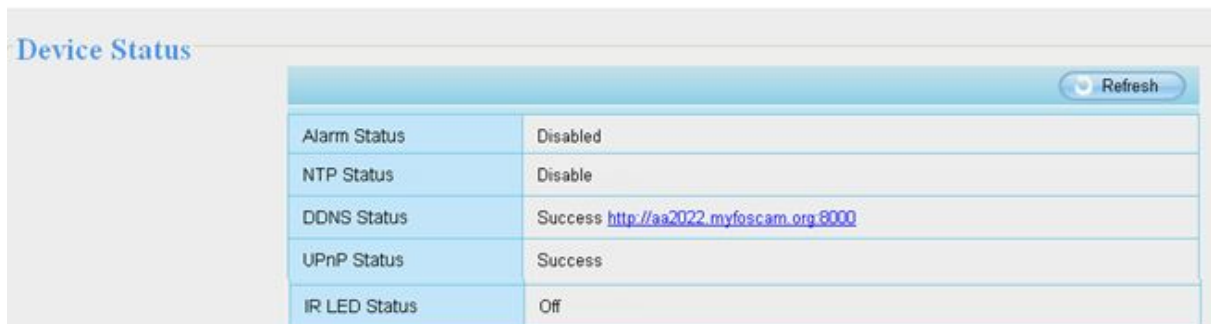 Device Status
Refresh
Alarm Status Disabled
NTP Status Disable
DDNS Status Success http://aa2022.myfoscam.org:8000
UPnP Status Success
IR LED Status Off